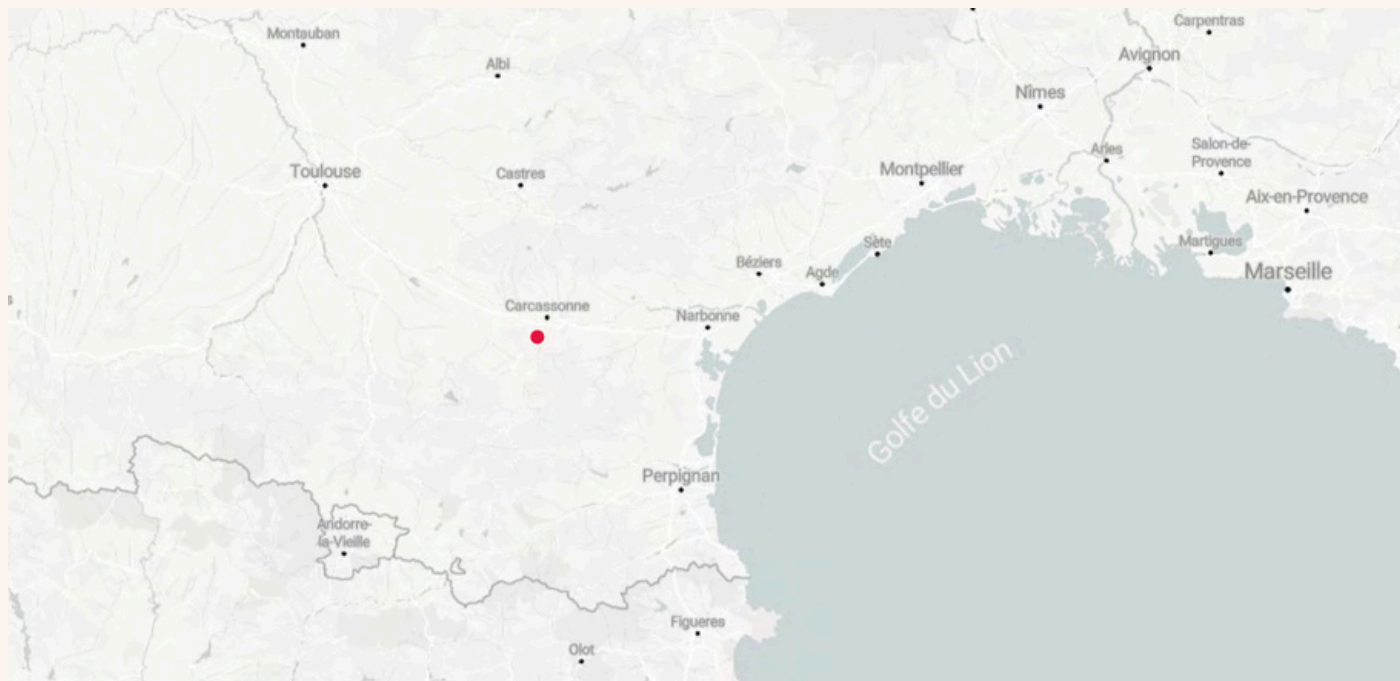 Montauban
Albi
Carpentras
Avignon
Nîmes
Toulouse
Castres
Montpellier
Arles
Salon-de-
Provence
Aix-en-Provence
Sète
Martigues
Béziers
Agde
Marseille
Carcassonne
Narbonne
Golfe du Lion
Perpignan
Andorre-
la-Vieille
Figueres
Olot